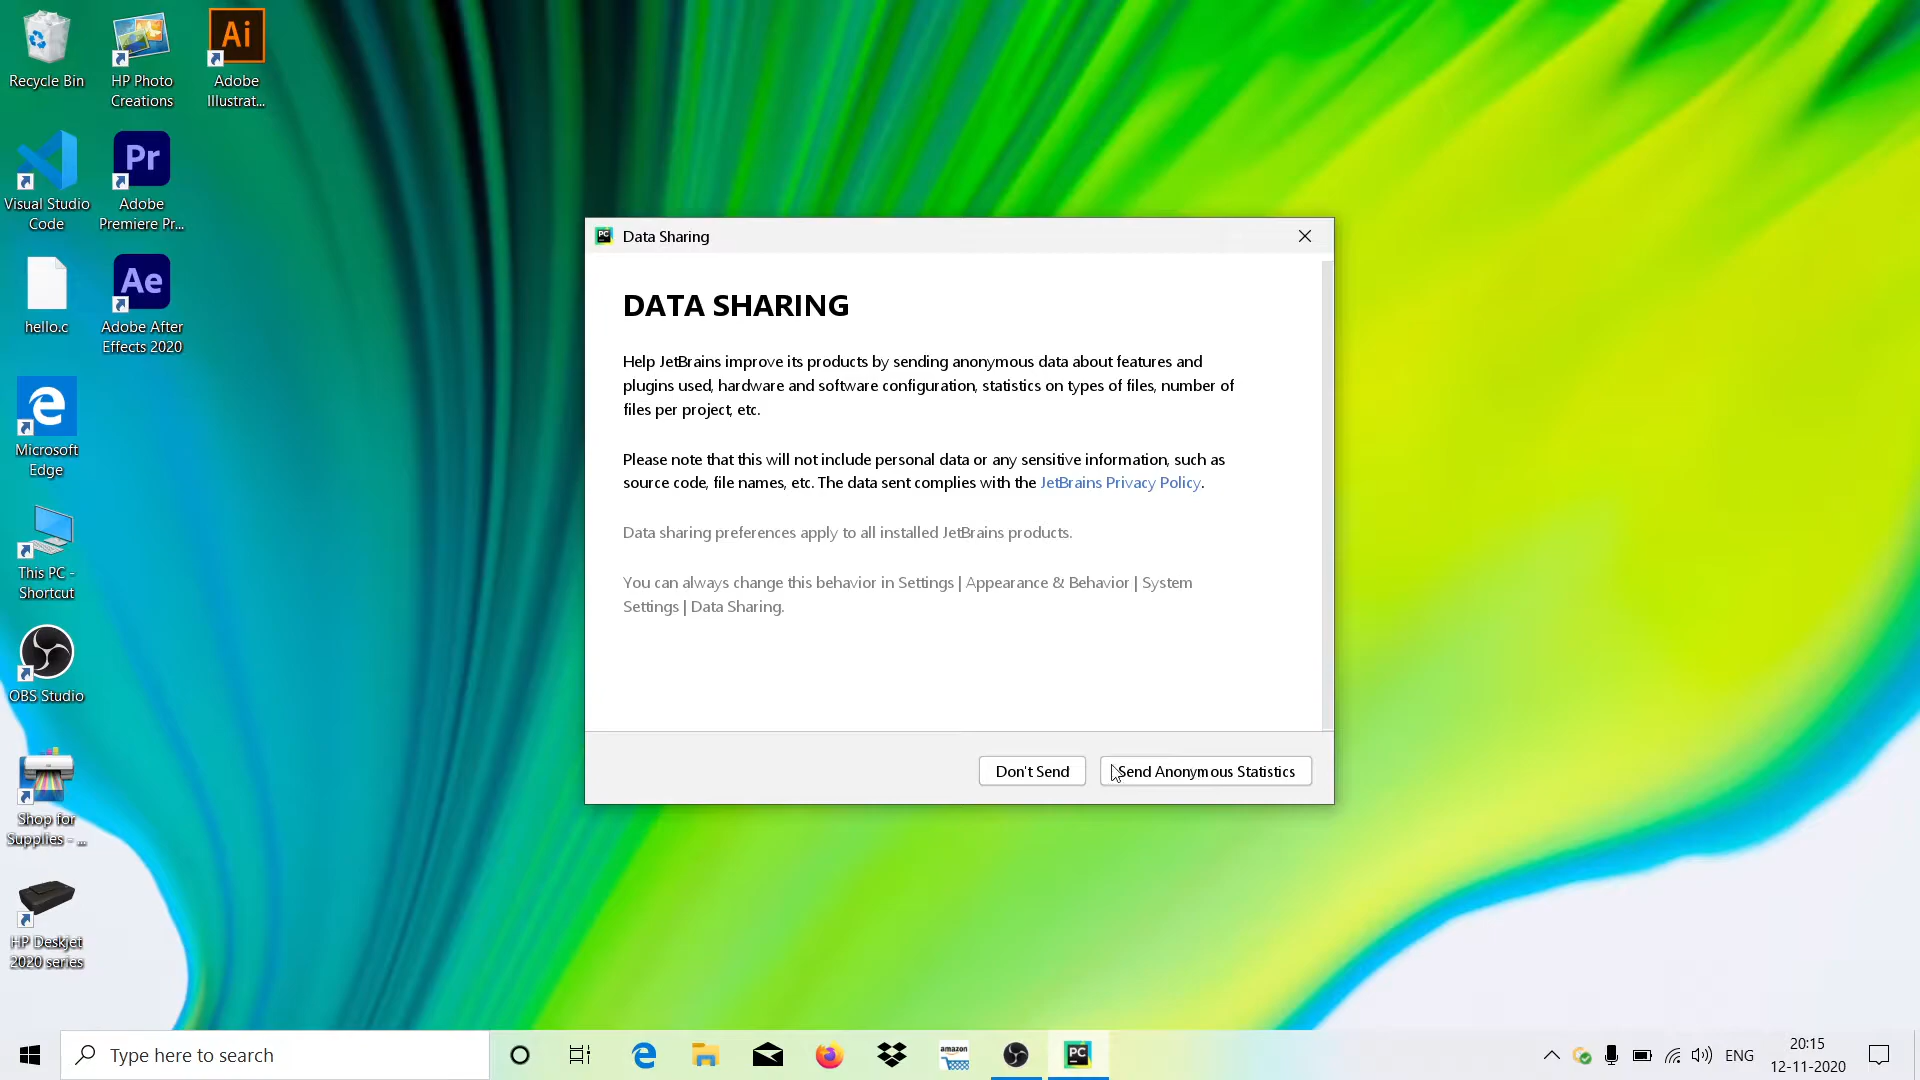 Recycle Bin
HP Photo
Creations
Ai
Adobe
Illustrat...
Visual Studio
Code
Pr
Adobe
Premiere Pr...
hello.c
Ae
Adobe After
Effects 2020
Microsoft
Edge
This PC -
Shortcut
OBS Studio
Shop for
Supplies - ...
HP Deskjet
2020 series
PC
Data Sharing
DATA SHARING
Help JetBrains improve its products by sending anonymous data about features and
plugins used, hardware and software configuration, statistics on types of files, number of
files per project, etc.
Please note that this will not include personal data or any sensitive information, such as
source code, file names, etc. The data sent complies with the JetBrains Privacy Policy.
Data sharing preferences apply to all installed JetBrains products.
You can always change this behavior in Settings | Appearance & Behavior | System
Settings | Data Sharing.
Don't Send
Send Anonymous Statistics
Type here to search
amazon
PC
ENG
20:15
12-11-2020